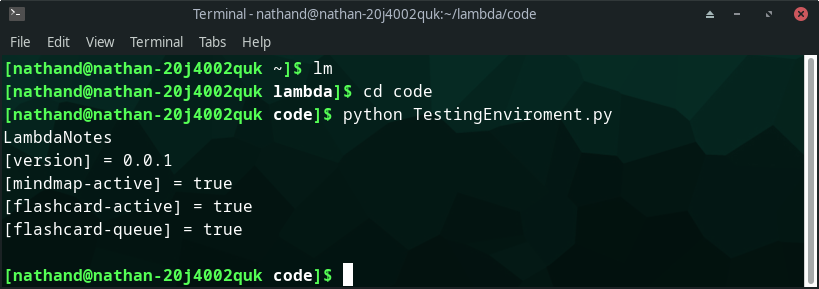 Terminal - nathand@nathan-20j4002quk:~/lambda/code
File Edit View Terminal Tabs Help
[nathand@nathan-20j4002quk ~]$ lm
[nathand@nathan-20j4002quk lambda]$ cd code
[nathand@nathan-20j4002quk code]$ python TestingEnviroment.py
LambdaNotes
[version] = 0.0.1
[mindmap-active] = true
[flashcard-active] = true
[flashcard-queue] = true
[nathand@nathan-20j4002quk code]$